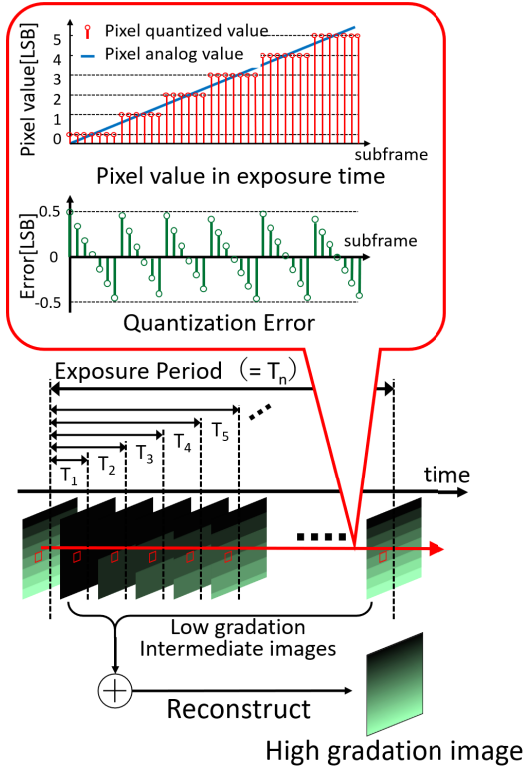 Pixel value[LSB]
5
4
3
2
1
0
Pixel quantized value
Pixel analog value
subframe
Pixel value in exposure time
Error[LSB]
0.5
0
-0.5
subframe
Quantization Error
Exposure Period (= Tn)
T5
T4
T3
T2
T1
time
Low gradation
Intermediate images
Reconstruct
High gradation image